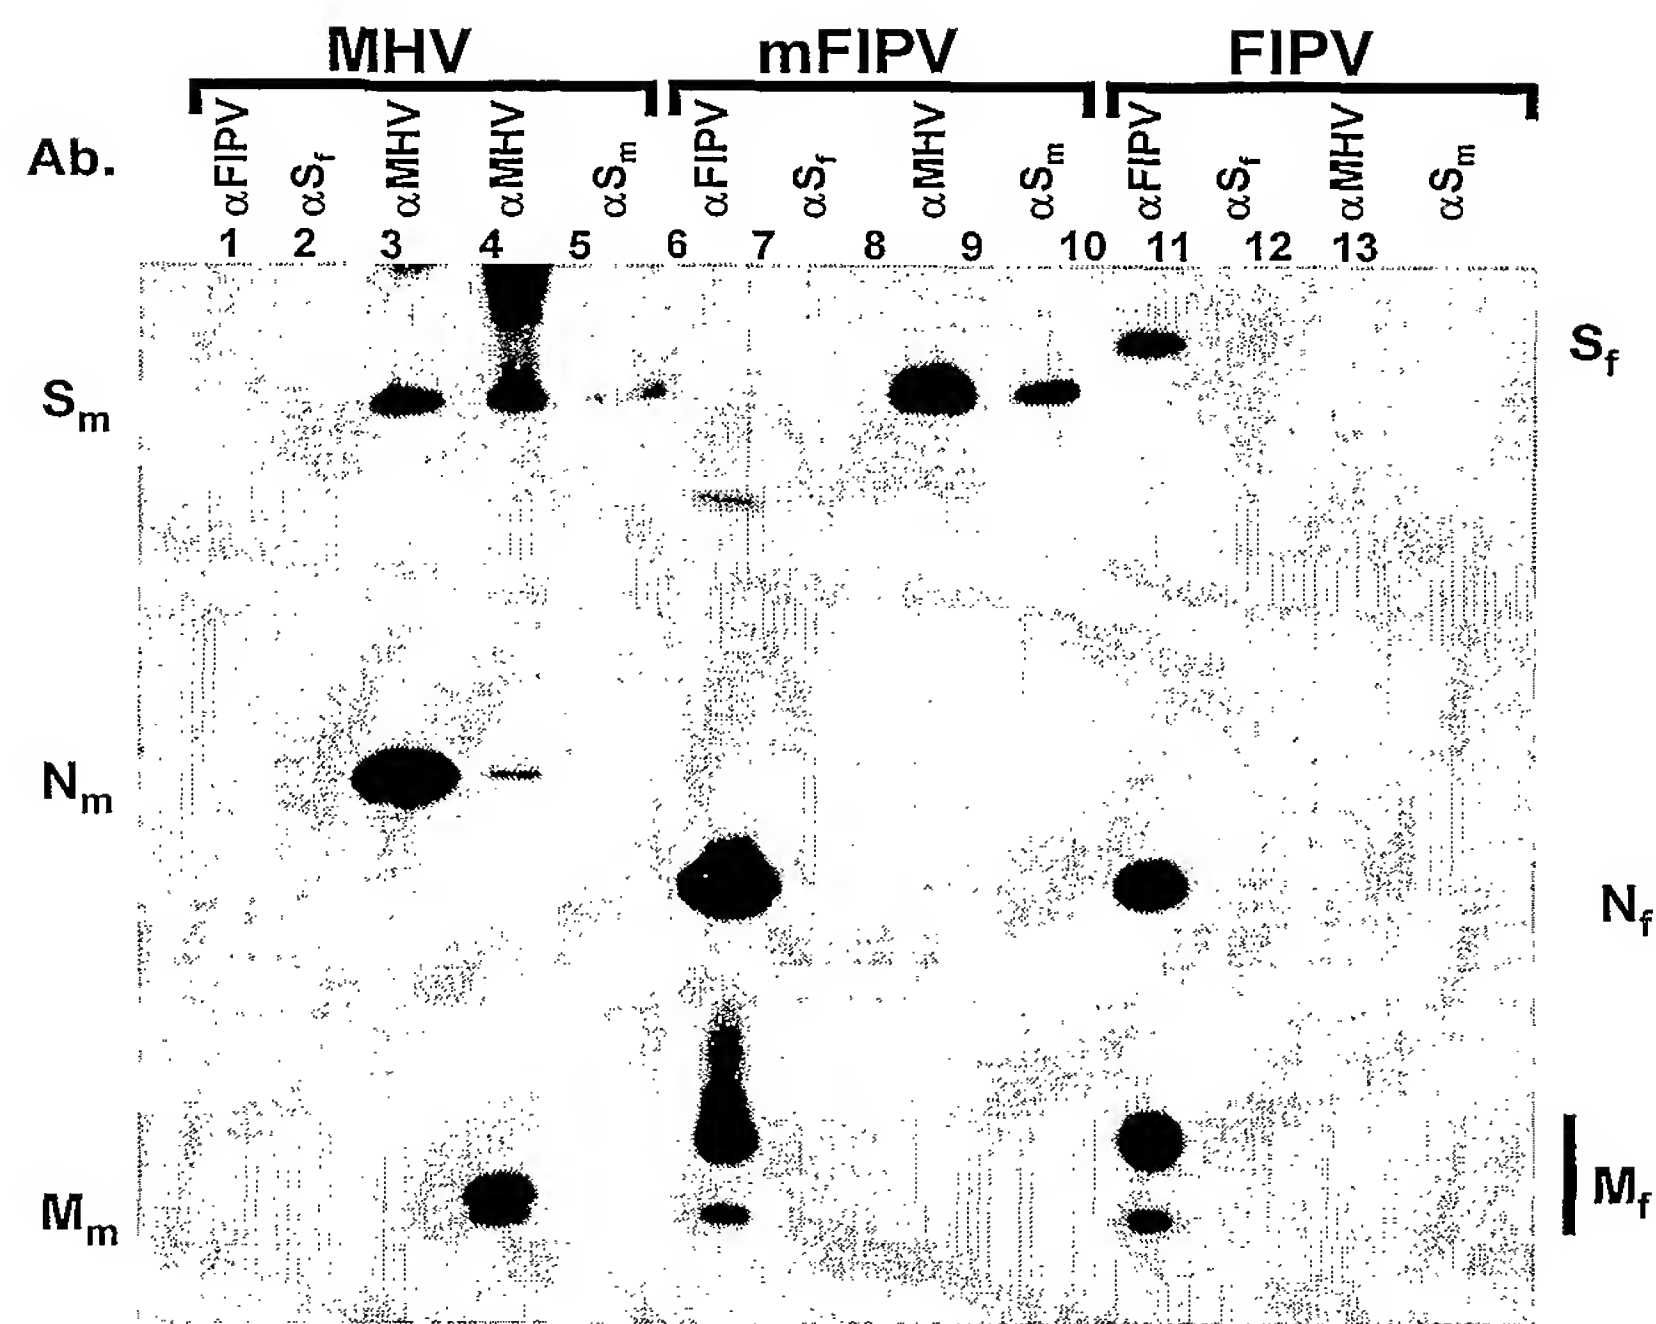 MHV mFIPV FIPV
Ab. αFIPV αSf αMHV αMHV αSm αFIPV αSf αMHV αSm αFIPV αSf αMHV αSm
1 2 3 4 5 6 7 8 9 10 11 12 13
Sf
Sm
Nm
Nf
Mf
Mm